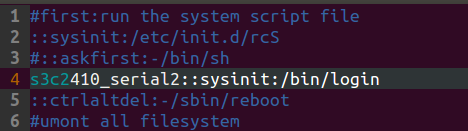 1 #first:run the system script file
2 ::sysinit:/etc/init.d/rcS
3 #::askfirst:-/bin/sh
4 s3c2410_serial2::sysinit:/bin/login
5 ::ctrlaltdel:-/sbin/reboot
6 #umont all filesystem